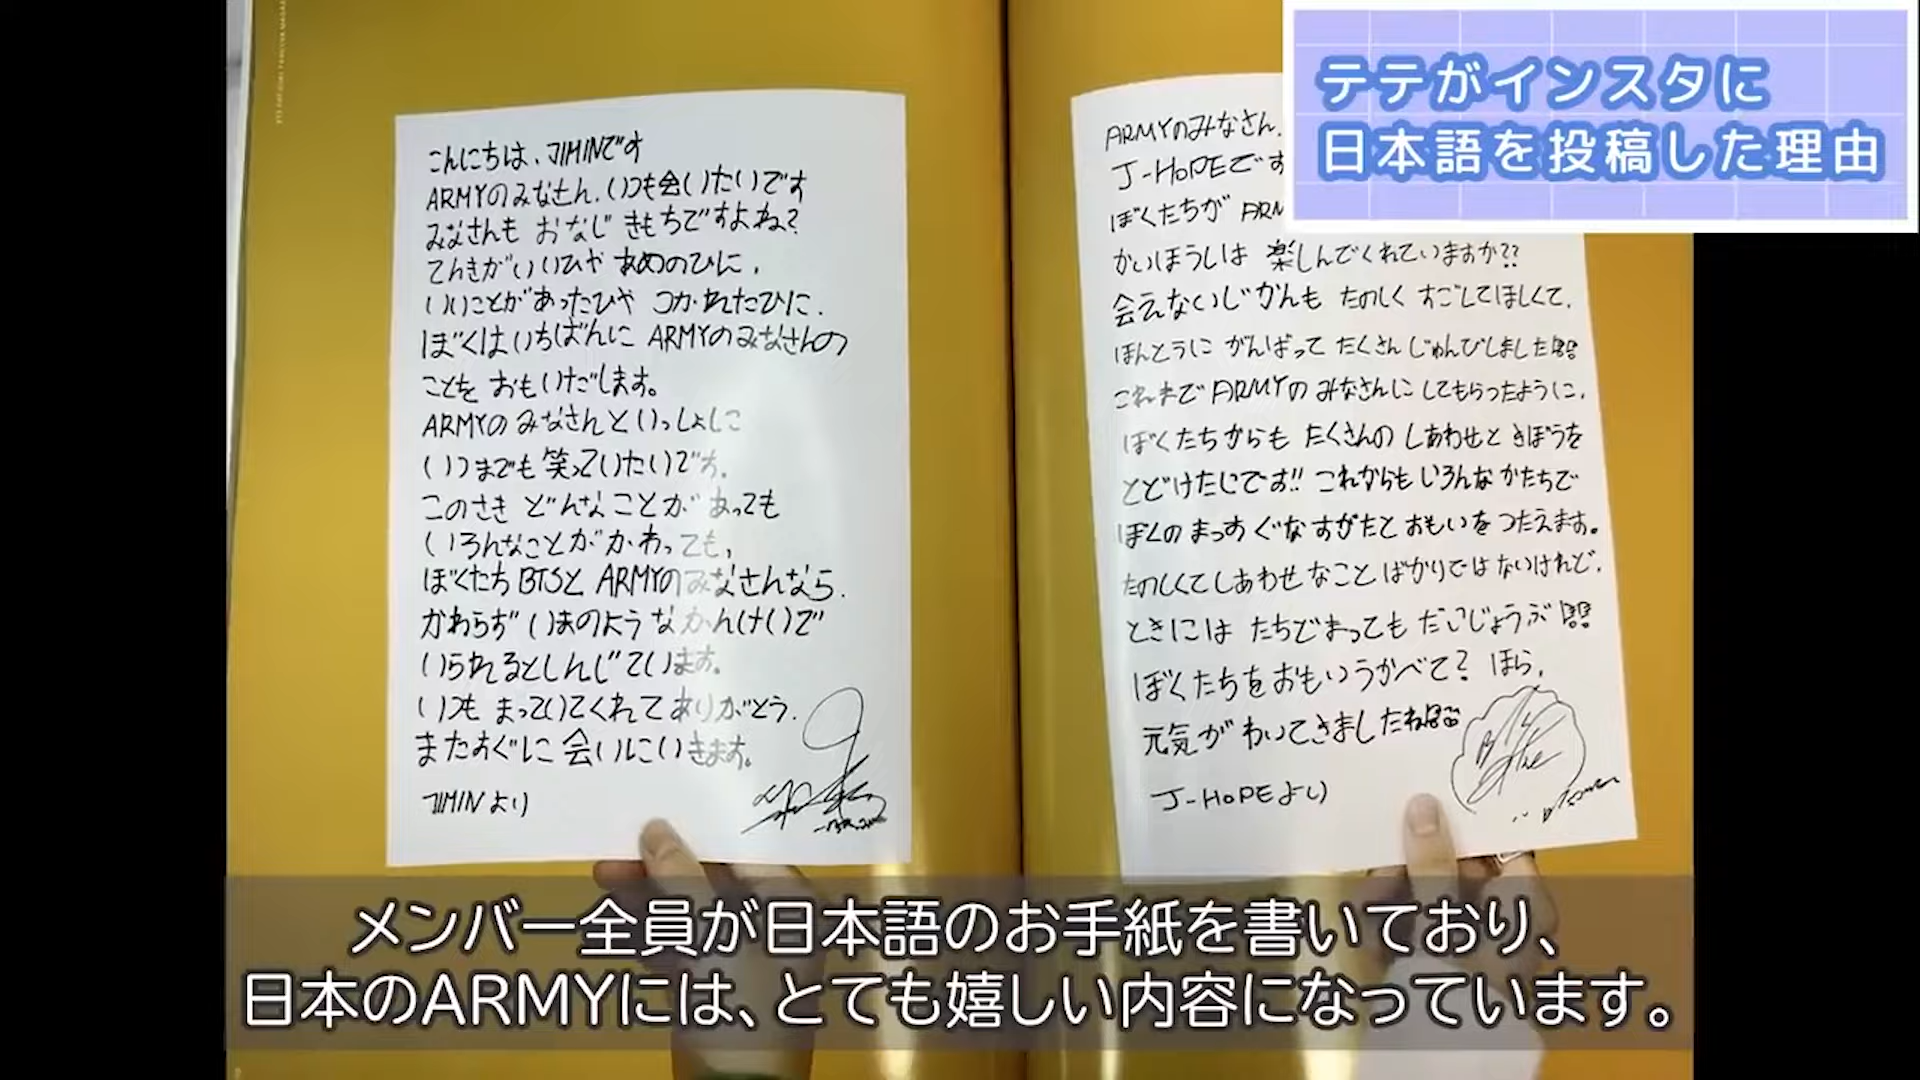 テテがインスタに
日本語を投稿した理由
こんにちは、JIMINです
ARMYのみなさん、いつも会いたいです
みなさんも おなじ きもちですよね?
てんきがいいひや あめのひに、
いいことがあったひや つかれたひに、
ぼくはいちばんに ARMYのみなさんの
ことを おもいだします。
ARMYのみなさんといっしょに
いつまでも笑っていたいです。
このさき どんなことが あっても
いろんなことが かわっても、
ぼくたちBTSと ARMYのみなさんなら、
かわらず いまのような かんけいで
いられるとしんじています。
いつも まっていてくれて ありがとう。
またすぐに 会いにいきます。
JIMIN より
ARMYのみなさん、
J-HOPEです
ぼくたちが ARM
かいほうしは 楽しんでくれていますか??
会えないじかんも たのしく すごしてほしくて、
ほんとうに がんばって たくさん じゅんびしました
これまでARMYの みなさんに してもらったように、
ぼくたちからも たくさんの しあわせと きぼうを
とどけたいです!! これからも いろんな かたちで
ぼくの まっすぐな すがたと おもいを つたえます。
たのしくてしあわせなこと ばかりでは ないけれど、
ときには たちどまっても だいじょうぶ
ぼくたちを おもいうかべて? ほら、
元気が わいてきましたね
J-HOPEより
メンバー全員が日本語のお手紙を書いており、
日本のARMYには、とても嬉しい内容になっています。